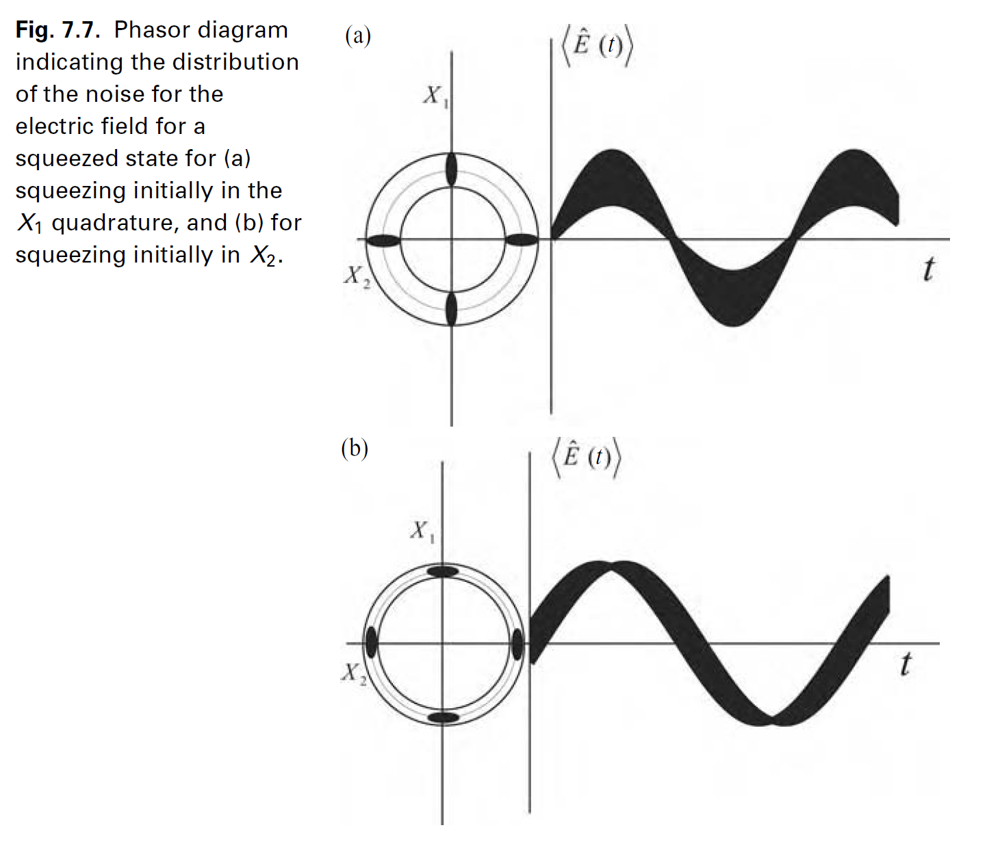 Fig. 7.7. Phasor diagram
indicating the distribution
of the noise for the
electric field for a
squeezed state for (a)
squeezing initially in the
X₁ quadrature, and (b) for
squeezing initially in X₂.
(a)
⟨Ê (t)⟩
X₁
X₂
t
(b)
⟨Ê (t)⟩
X₁
X₂
t